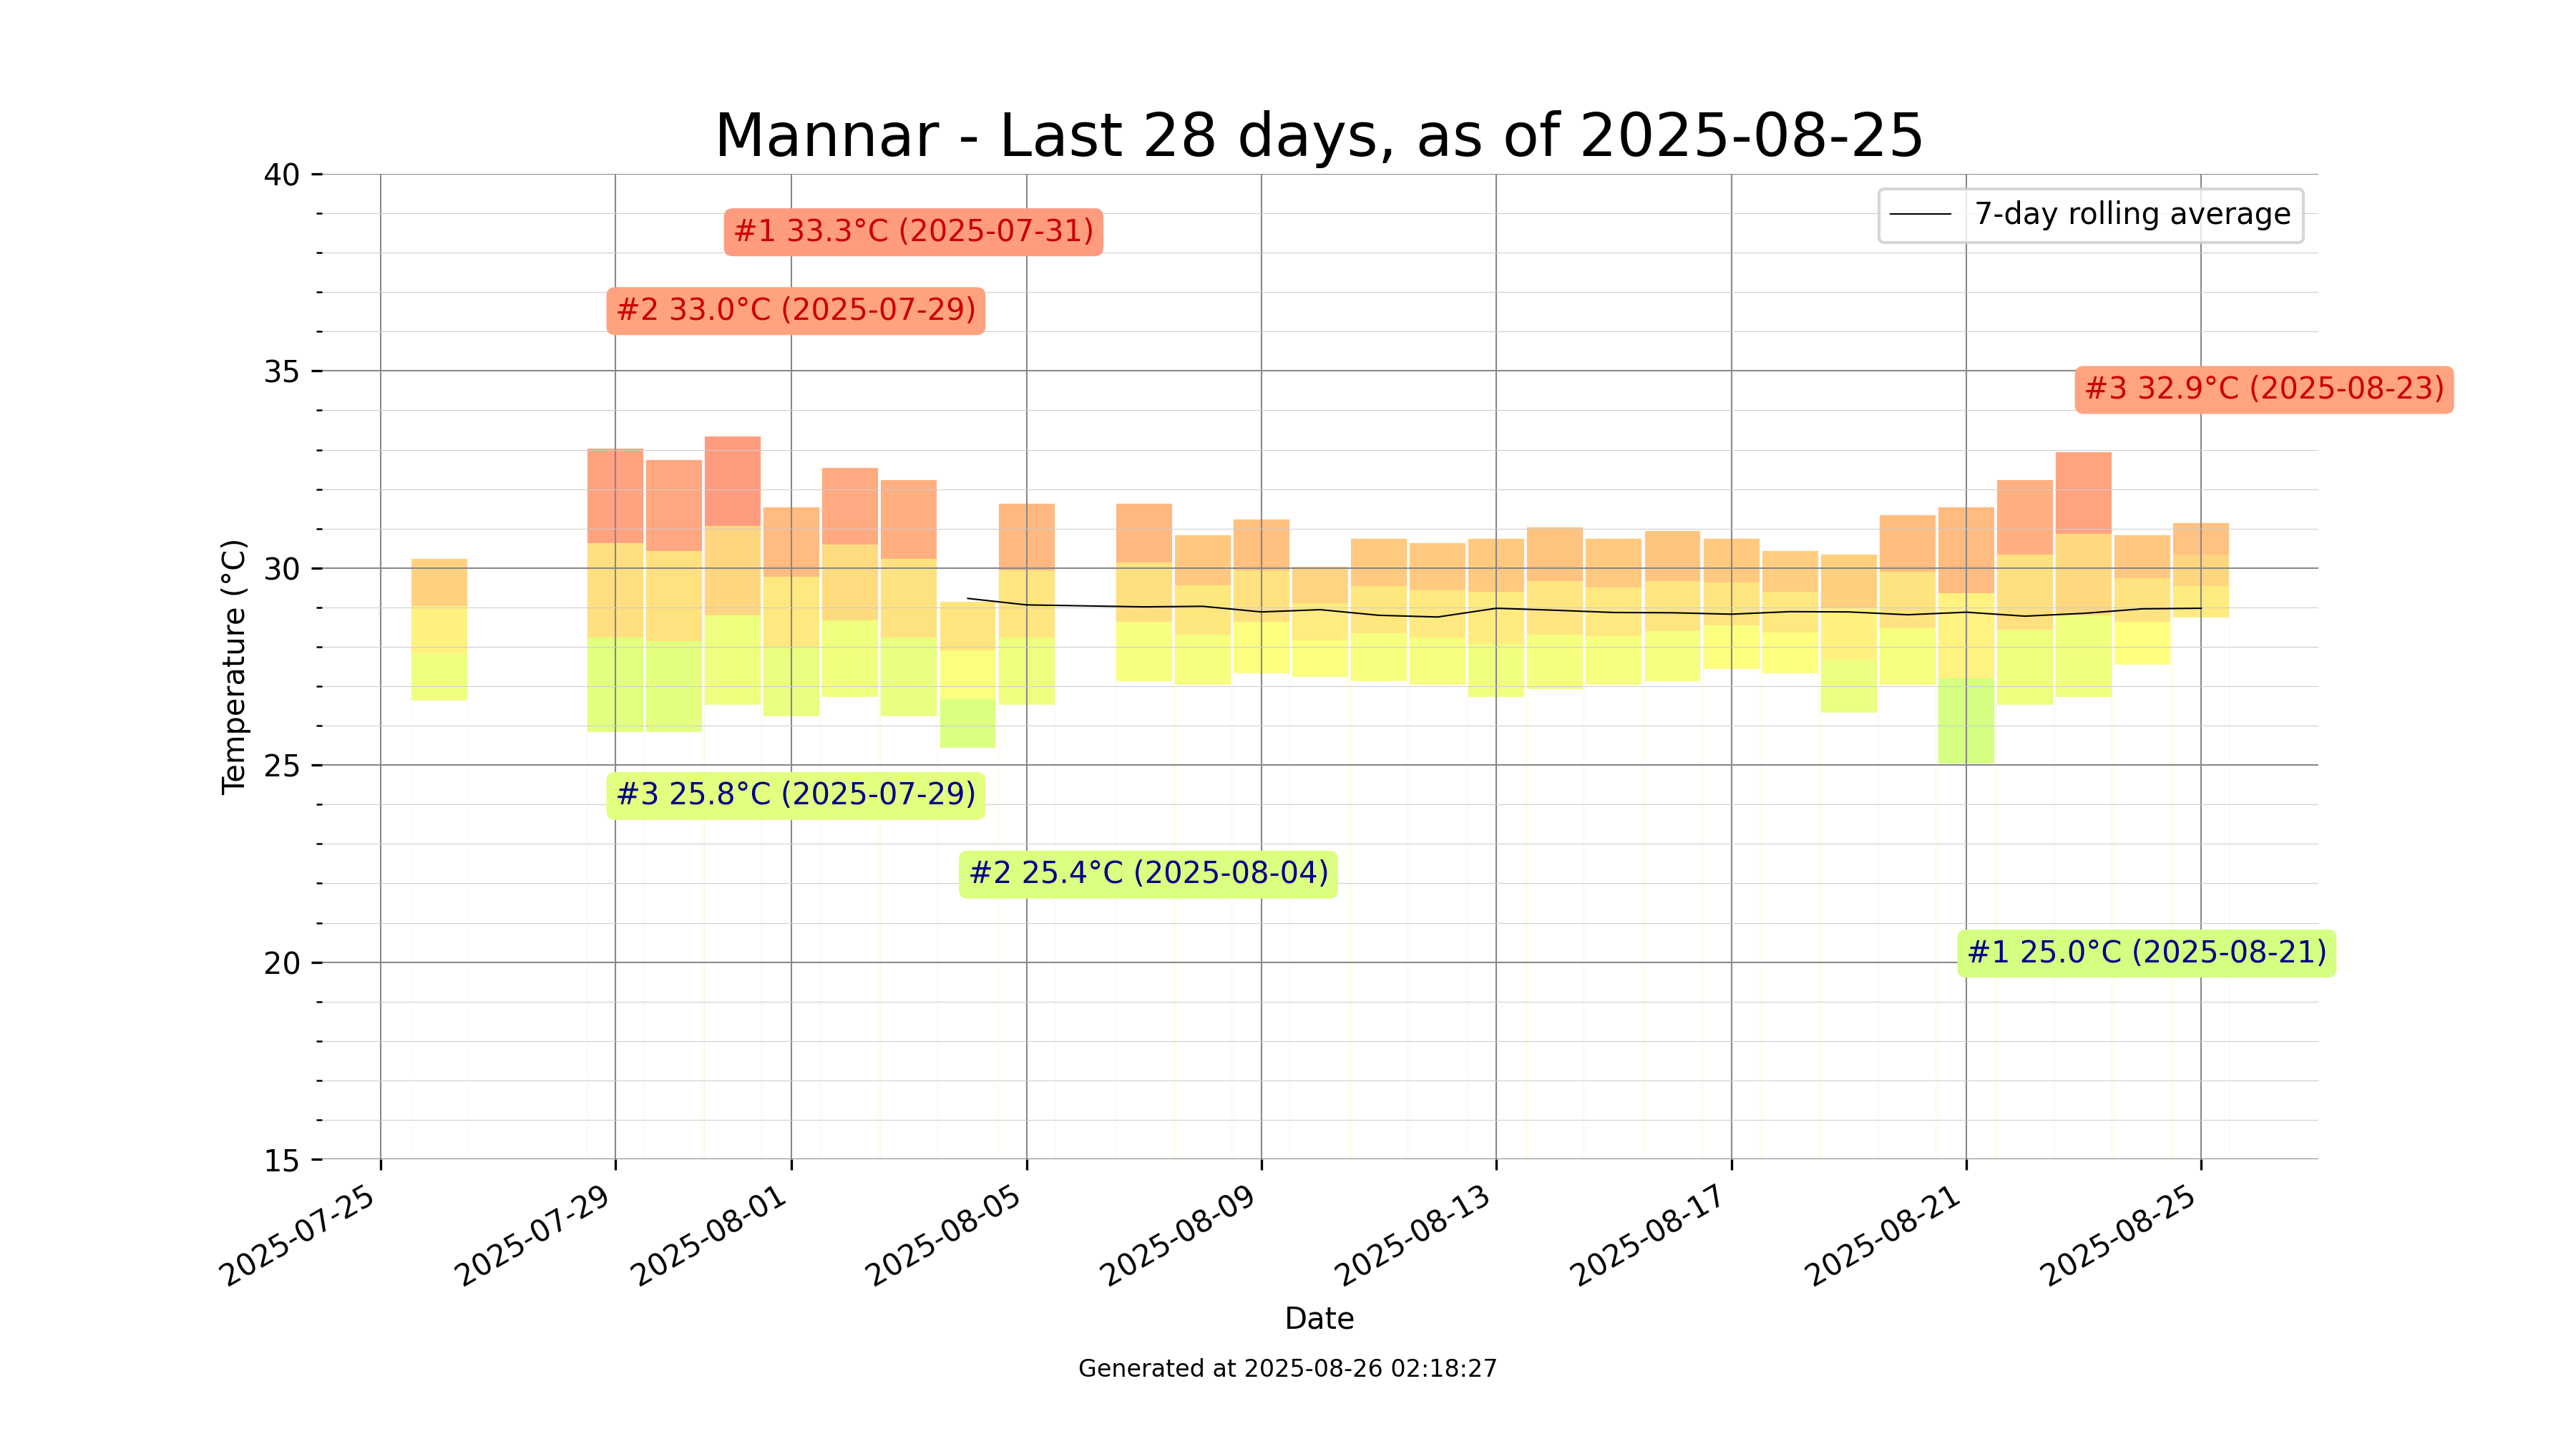 Mannar - Last 28 days, as of 2025-08-25
7-day rolling average
#1 33.3°C (2025-07-31)
#2 33.0°C (2025-07-29)
#3 32.9°C (2025-08-23)
#3 25.8°C (2025-07-29)
#2 25.4°C (2025-08-04)
#1 25.0°C (2025-08-21)
Temperature (°C)
40
35
30
25
20
15
2025-07-25
2025-07-29
2025-08-01
2025-08-05
2025-08-09
2025-08-13
2025-08-17
2025-08-21
2025-08-25
Date
Generated at 2025-08-26 02:18:27